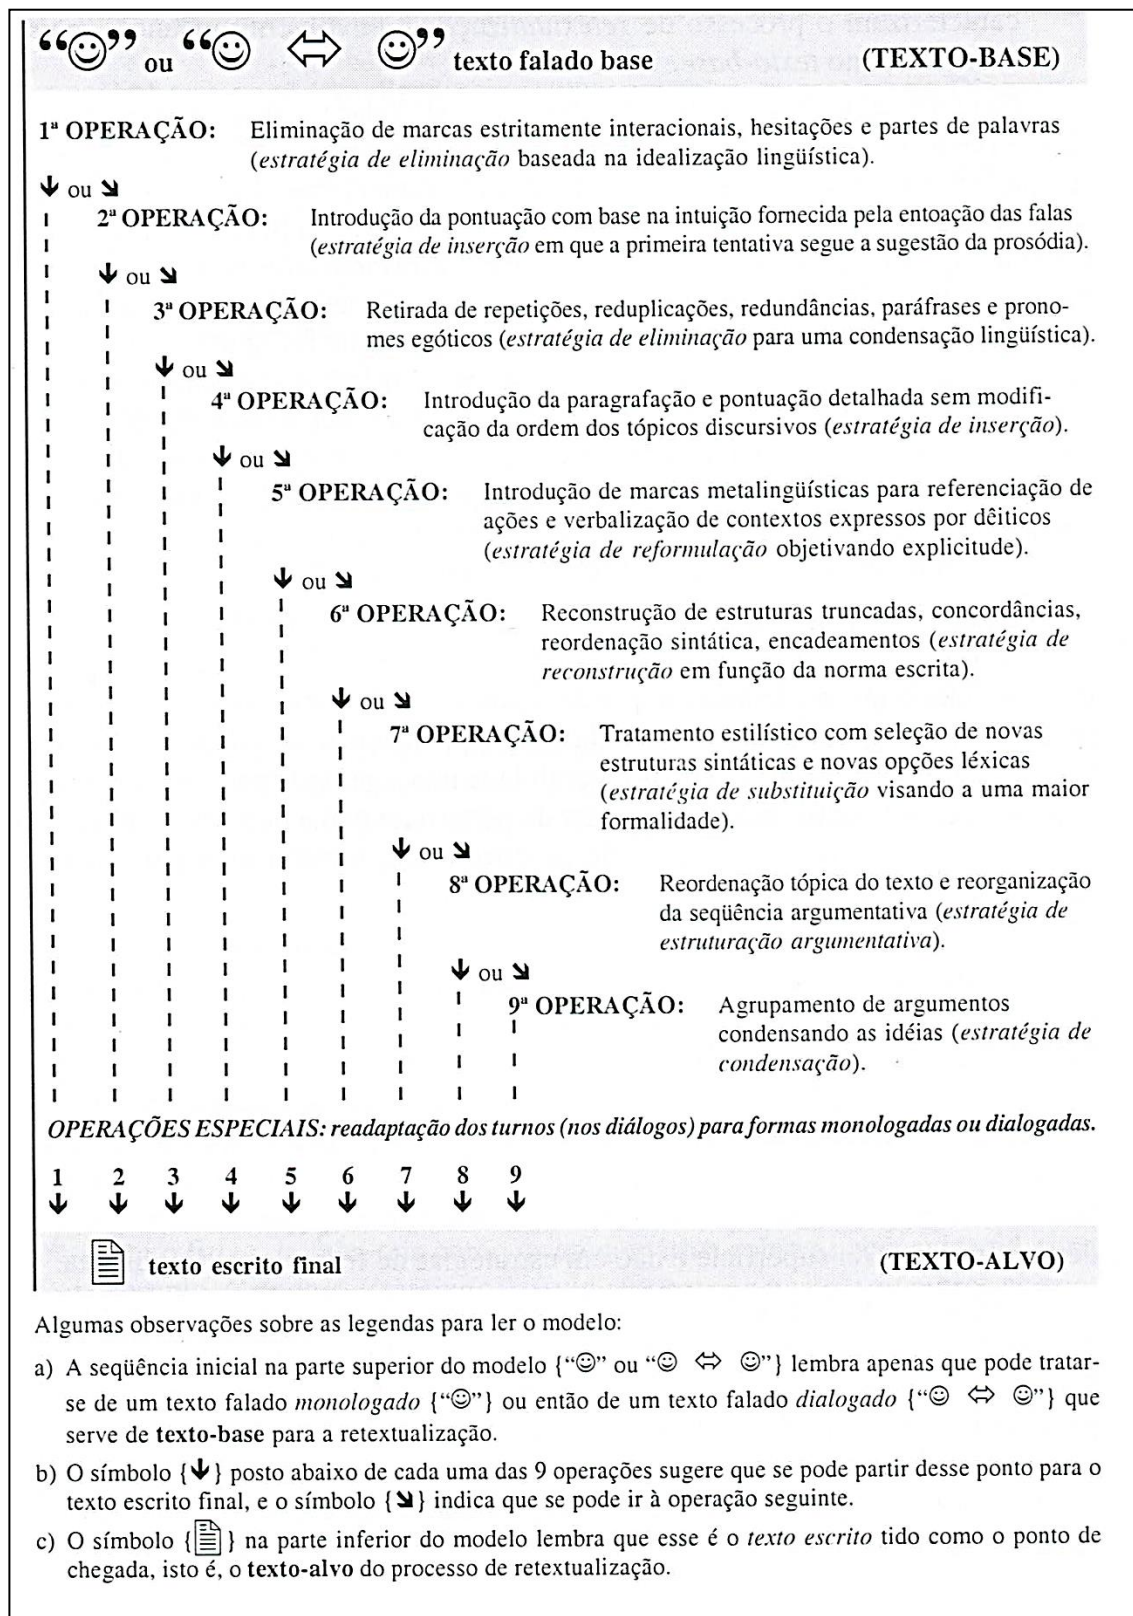 “☺” ou “☺ ⇔ ☺” texto falado base (TEXTO-BASE)
1ª OPERAÇÃO: Eliminação de marcas estritamente interacionais, hesitações e partes de palavras
(estratégia de eliminação baseada na idealização lingüística).
↓ ou ↘
2ª OPERAÇÃO: Introdução da pontuação com base na intuição fornecida pela entoação das falas
(estratégia de inserção em que a primeira tentativa segue a sugestão da prosódia).
↓ ou ↘
3ª OPERAÇÃO: Retirada de repetições, reduplicações, redundâncias, paráfrases e prono-
mes egóticos (estratégia de eliminação para uma condensação lingüística).
↓ ou ↘
4ª OPERAÇÃO: Introdução da paragrafação e pontuação detalhada sem modifi-
cação da ordem dos tópicos discursivos (estratégia de inserção).
↓ ou ↘
5ª OPERAÇÃO: Introdução de marcas metalingüísticas para referenciação de
ações e verbalização de contextos expressos por dêiticos
(estratégia de reformulação objetivando explicitude).
↓ ou ↘
6ª OPERAÇÃO: Reconstrução de estruturas truncadas, concordâncias,
reordenação sintática, encadeamentos (estratégia de
reconstrução em função da norma escrita).
↓ ou ↘
7ª OPERAÇÃO: Tratamento estilístico com seleção de novas
estruturas sintáticas e novas opções léxicas
(estratégia de substituição visando a uma maior
formalidade).
↓ ou ↘
8ª OPERAÇÃO: Reordenação tópica do texto e reorganização
da seqüência argumentativa (estratégia de
estruturação argumentativa).
↓ ou ↘
9ª OPERAÇÃO: Agrupamento de argumentos
condensando as idéias (estratégia de
condensação).
OPERAÇÕES ESPECIAIS: readaptação dos turnos (nos diálogos) para formas monologadas ou dialogadas.
1 2 3 4 5 6 7 8 9
↓ ↓ ↓ ↓ ↓ ↓ ↓ ↓ ↓
texto escrito final (TEXTO-ALVO)
Algumas observações sobre as legendas para ler o modelo:
a) A seqüência inicial na parte superior do modelo {“☺” ou “☺ ⇔ ☺”} lembra apenas que pode tratar-
se de um texto falado monologado {“☺”} ou então de um texto falado dialogado {“☺ ⇔ ☺”} que
serve de texto-base para a retextualização.
b) O símbolo {↓} posto abaixo de cada uma das 9 operações sugere que se pode partir desse ponto para o
texto escrito final, e o símbolo {↘} indica que se pode ir à operação seguinte.
c) O símbolo {🗎} na parte inferior do modelo lembra que esse é o texto escrito tido como o ponto de
chegada, isto é, o texto-alvo do processo de retextualização.